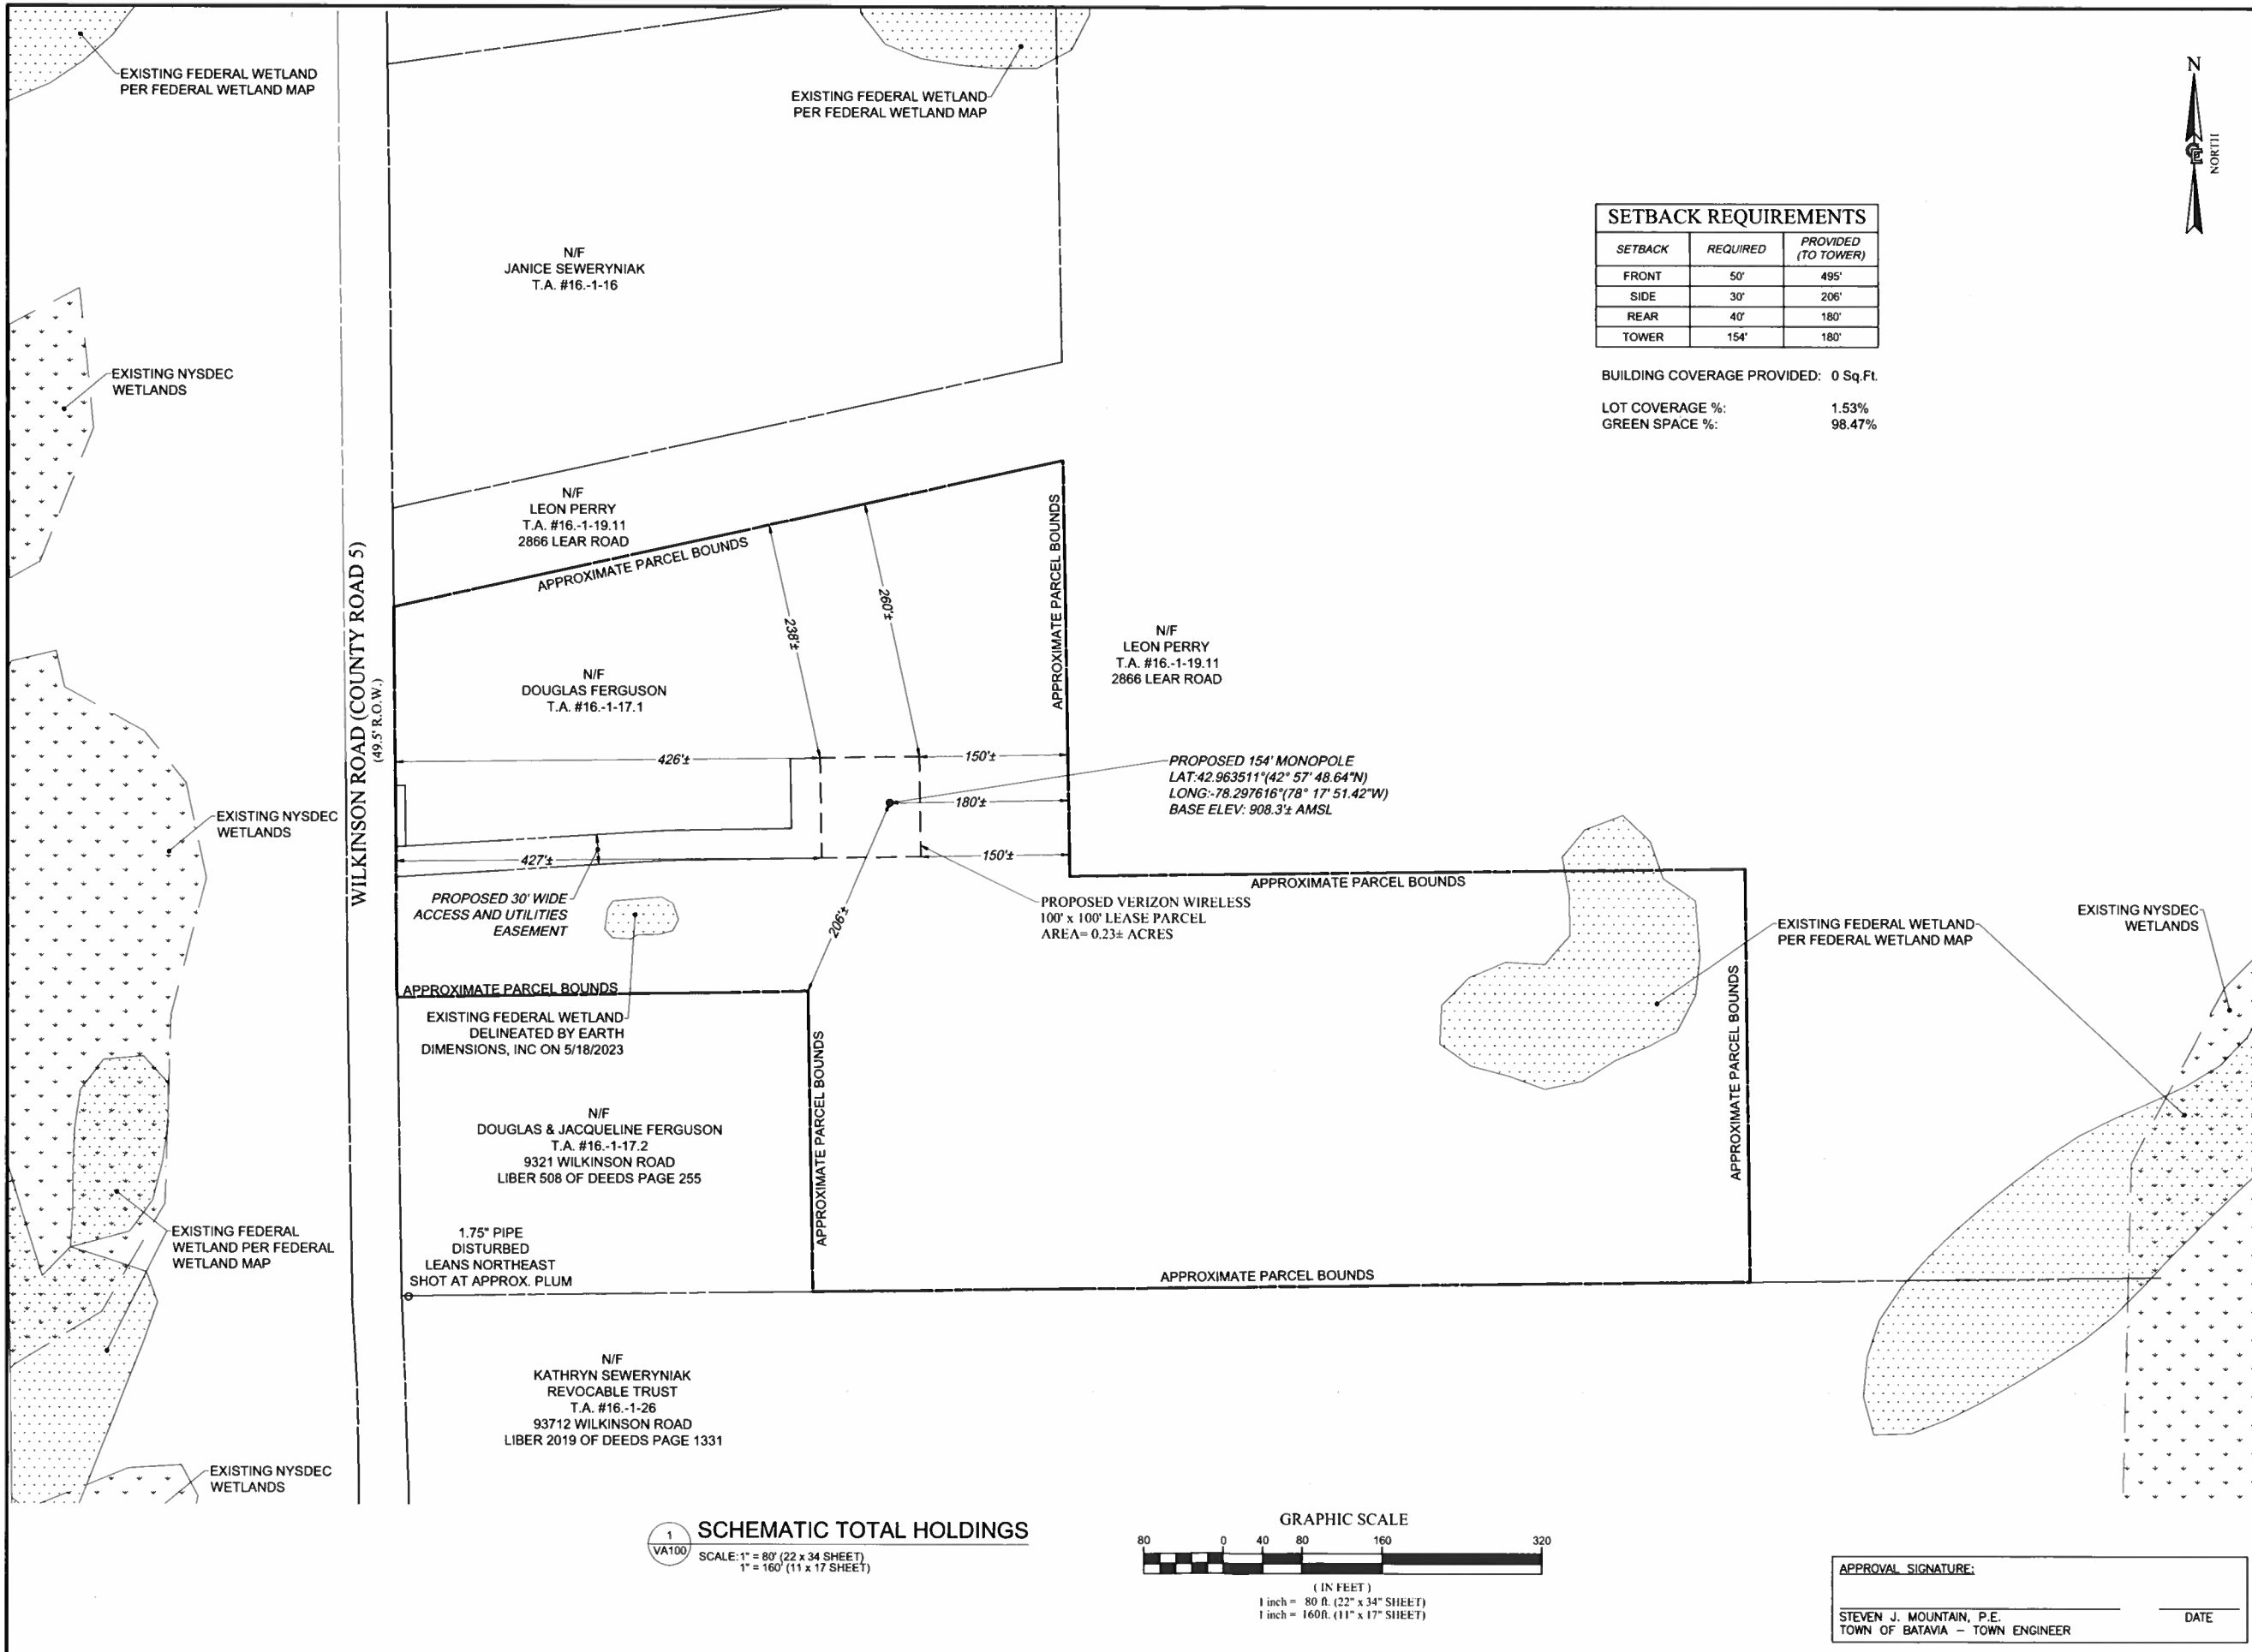 EXISTING FEDERAL WETLAND
PER FEDERAL WETLAND MAP
EXISTING FEDERAL WETLAND
PER FEDERAL WETLAND MAP
N
NORTH
SETBACK REQUIREMENTS
SETBACK REQUIRED PROVIDED (TO TOWER)
FRONT 50' 495'
SIDE 30' 206'
REAR 40' 180'
TOWER 154' 180'
BUILDING COVERAGE PROVIDED: 0 Sq.Ft.
LOT COVERAGE %: 1.53%
GREEN SPACE %: 98.47%
N/F
JANICE SEWERYNIAK
T.A. #16.-1-16
EXISTING NYSDEC
WETLANDS
N/F
LEON PERRY
T.A. #16.-1-19.11
2866 LEAR ROAD
APPROXIMATE PARCEL BOUNDS
APPROXIMATE PARCEL BOUNDS
WILKINSON ROAD (COUNTY ROAD 5)
(49.5' R.O.W.)
238'±
260'±
N/F
LEON PERRY
T.A. #16.-1-19.11
2866 LEAR ROAD
N/F
DOUGLAS FERGUSON
T.A. #16.-1-17.1
426'±
150'±
180'±
427'±
150'±
206'±
PROPOSED 154' MONOPOLE
LAT:42.963511°(42° 57' 48.64"N)
LONG:-78.297616°(78° 17' 51.42"W)
BASE ELEV: 908.3'± AMSL
EXISTING NYSDEC
WETLANDS
PROPOSED 30' WIDE
ACCESS AND UTILITIES
EASEMENT
PROPOSED VERIZON WIRELESS
100' x 100' LEASE PARCEL
AREA= 0.23± ACRES
APPROXIMATE PARCEL BOUNDS
EXISTING FEDERAL WETLAND
PER FEDERAL WETLAND MAP
EXISTING NYSDEC
WETLANDS
APPROXIMATE PARCEL BOUNDS
APPROXIMATE PARCEL BOUNDS
APPROXIMATE PARCEL BOUNDS
EXISTING FEDERAL WETLAND
DELINEATED BY EARTH
DIMENSIONS, INC ON 5/18/2023
N/F
DOUGLAS & JACQUELINE FERGUSON
T.A. #16.-1-17.2
9321 WILKINSON ROAD
LIBER 508 OF DEEDS PAGE 255
EXISTING FEDERAL
WETLAND PER FEDERAL
WETLAND MAP
1.75" PIPE
DISTURBED
LEANS NORTHEAST
SHOT AT APPROX. PLUM
APPROXIMATE PARCEL BOUNDS
N/F
KATHRYN SEWERYNIAK
REVOCABLE TRUST
T.A. #16.-1-26
93712 WILKINSON ROAD
LIBER 2019 OF DEEDS PAGE 1331
EXISTING NYSDEC
WETLANDS
1
VA100
SCHEMATIC TOTAL HOLDINGS
SCALE: 1" = 80' (22 x 34 SHEET)
1" = 160' (11 x 17 SHEET)
GRAPHIC SCALE
80 0 40 80 160 320
( IN FEET )
1 inch = 80 ft. (22" x 34" SHEET)
1 inch = 160ft. (11" x 17" SHEET)
APPROVAL SIGNATURE:
STEVEN J. MOUNTAIN, P.E. DATE
TOWN OF BATAVIA – TOWN ENGINEER